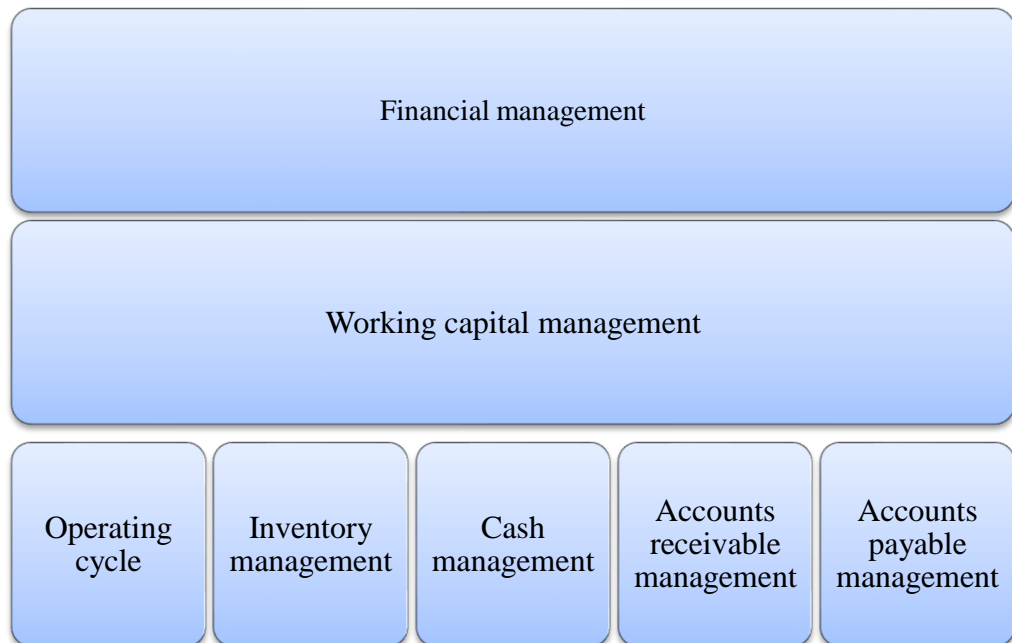 Financial management
Working capital management
Operating
cycle
Inventory
management
Cash
management
Accounts
receivable
management
Accounts
payable
management